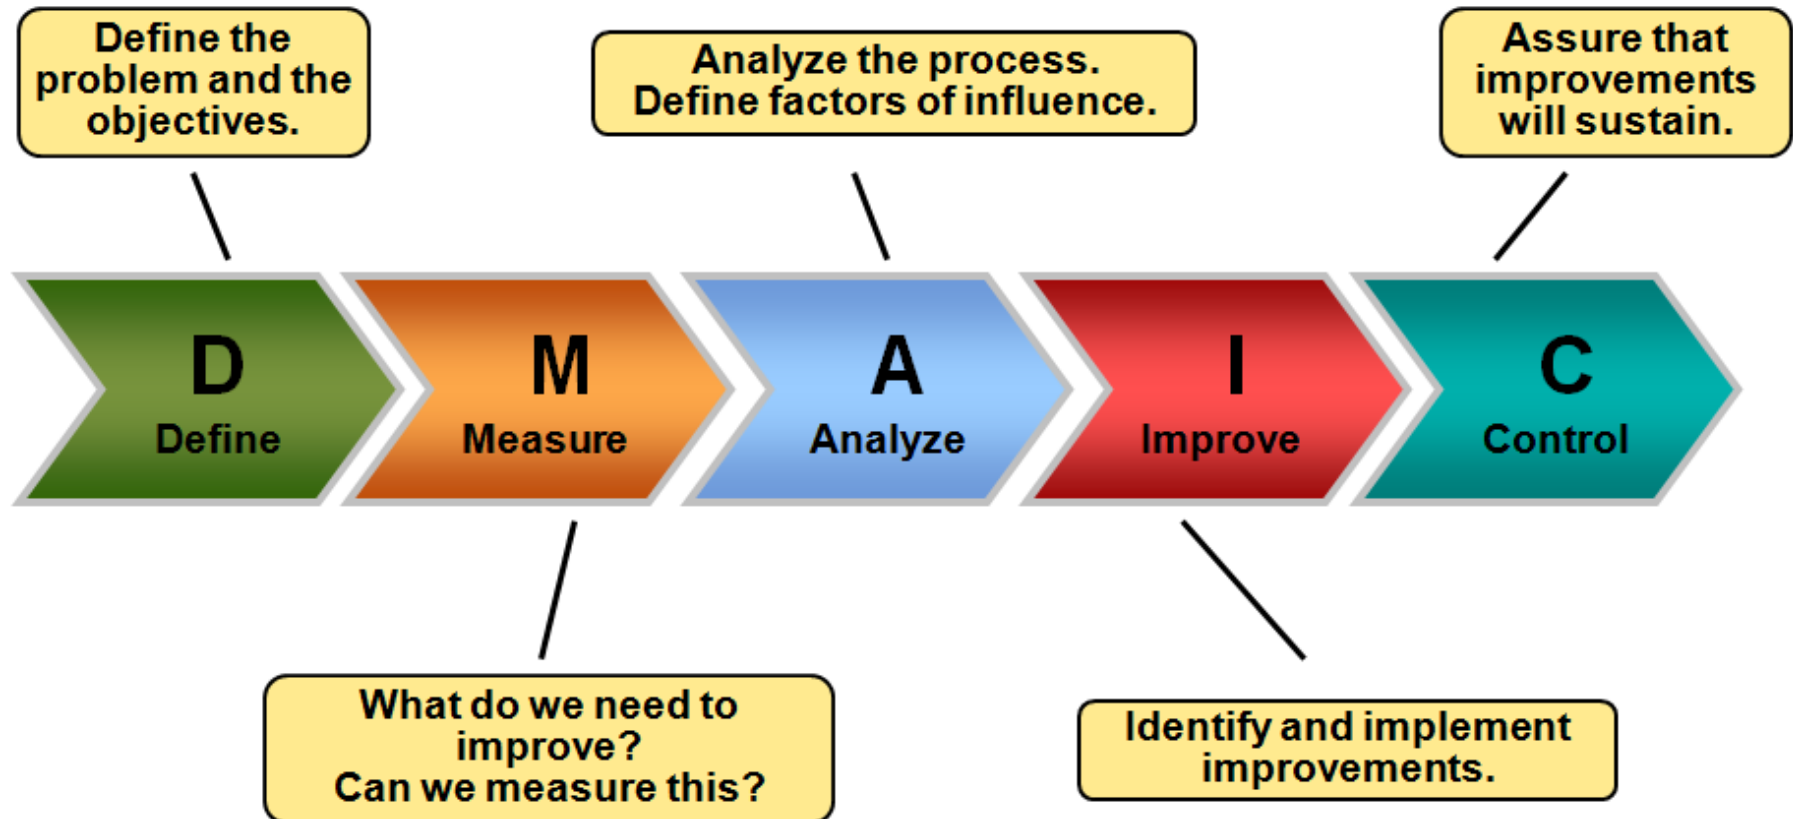 Define the
problem and the
objectives.
Analyze the process.
Define factors of influence.
Assure that
improvements
will sustain.
D
Define
M
Measure
A
Analyze
I
Improve
C
Control
What do we need to
improve?
Can we measure this?
Identify and implement
improvements.